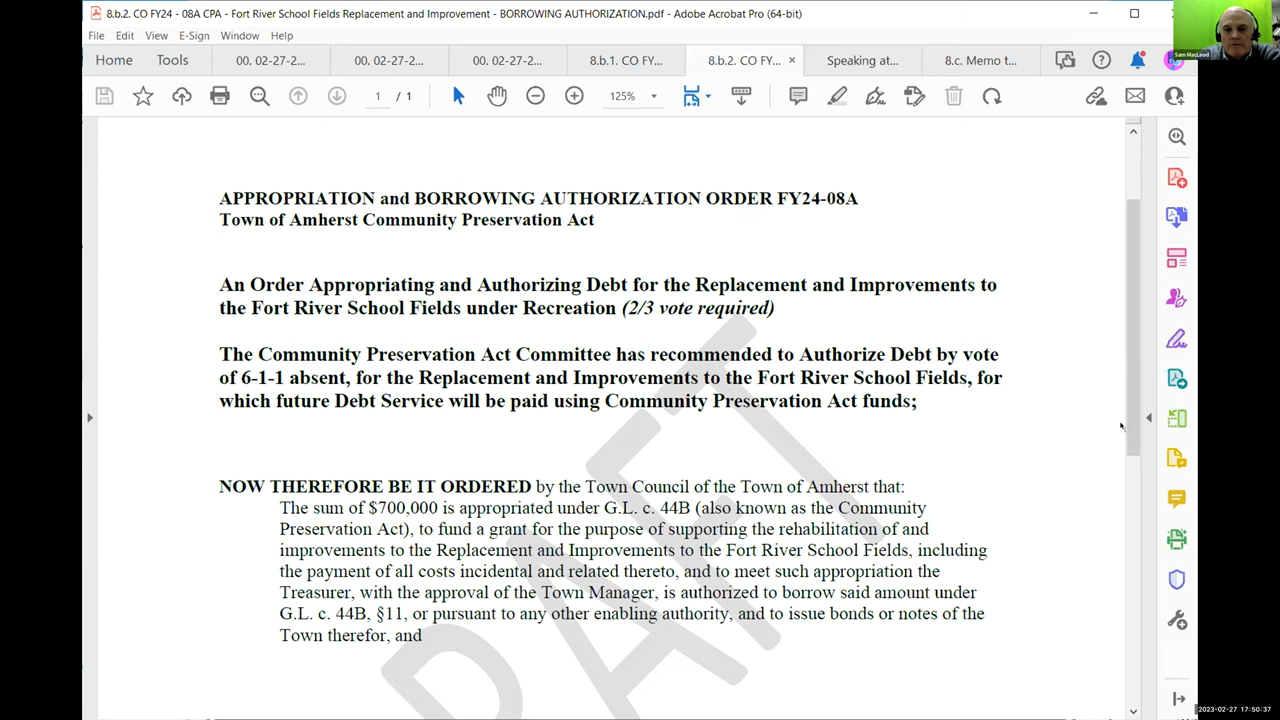 8.b.2. CO FY24 - 08A CPA - Fort River School Fields Replacement and Improvement - BORROWING AUTHORIZATION.pdf - Adobe Acrobat Pro (64-bit)
Sam MacLeod
File Edit View E-Sign Window Help
Home Tools 00. 02-27-2... 00. 02-27-2... 00. 02-27-2... 8.b.1. CO FY... 8.b.2. CO FY... × Speaking at... 8.c. Memo t...
1 / 1 125%
APPROPRIATION and BORROWING AUTHORIZATION ORDER FY24-08A
Town of Amherst Community Preservation Act
An Order Appropriating and Authorizing Debt for the Replacement and Improvements to
the Fort River School Fields under Recreation (2/3 vote required)
The Community Preservation Act Committee has recommended to Authorize Debt by vote
of 6-1-1 absent, for the Replacement and Improvements to the Fort River School Fields, for
which future Debt Service will be paid using Community Preservation Act funds;
NOW THEREFORE BE IT ORDERED by the Town Council of the Town of Amherst that:
The sum of $700,000 is appropriated under G.L. c. 44B (also known as the Community
Preservation Act), to fund a grant for the purpose of supporting the rehabilitation of and
improvements to the Replacement and Improvements to the Fort River School Fields, including
the payment of all costs incidental and related thereto, and to meet such appropriation the
Treasurer, with the approval of the Town Manager, is authorized to borrow said amount under
G.L. c. 44B, §11, or pursuant to any other enabling authority, and to issue bonds or notes of the
Town therefor, and
DRAFT
2023-02-27 17:50:37